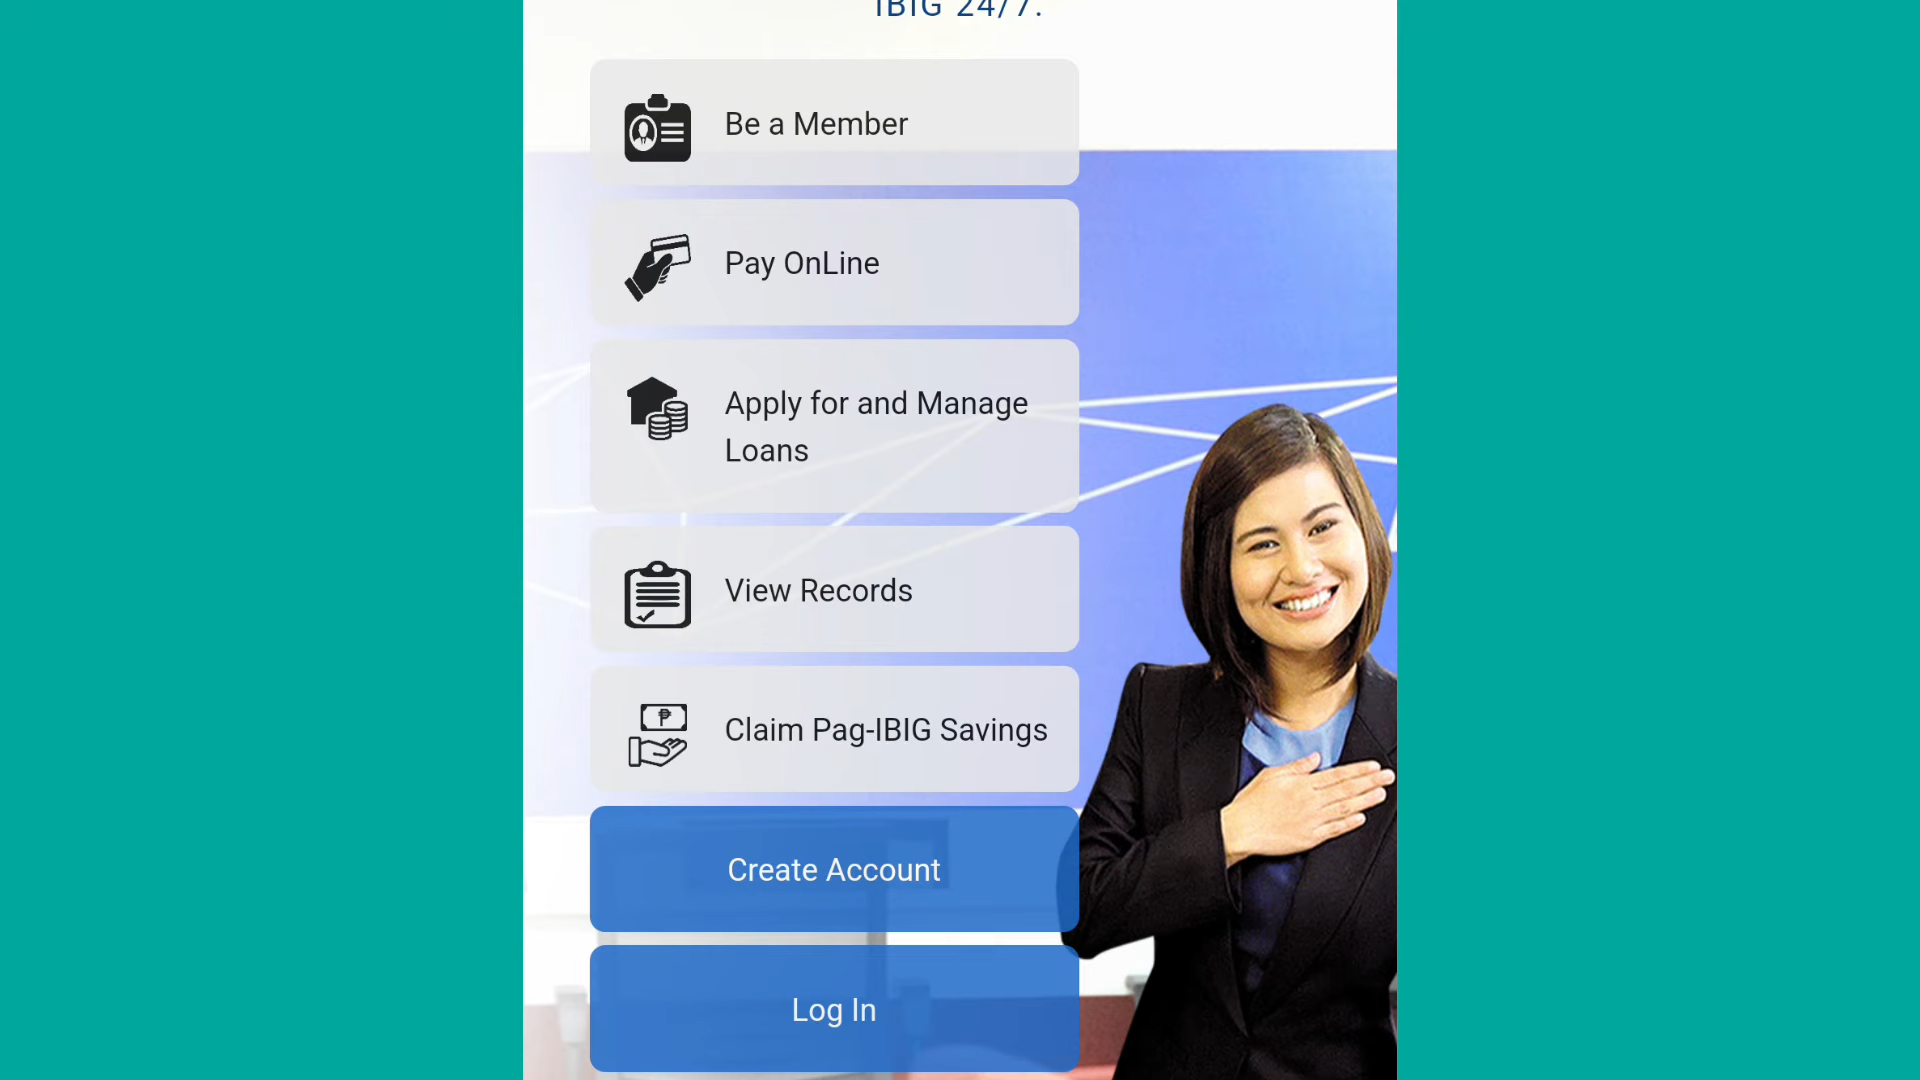 IBIG 24/7.
Be a Member
Pay OnLine
Apply for and Manage
Loans
View Records
Claim Pag-IBIG Savings
Create Account
Log In